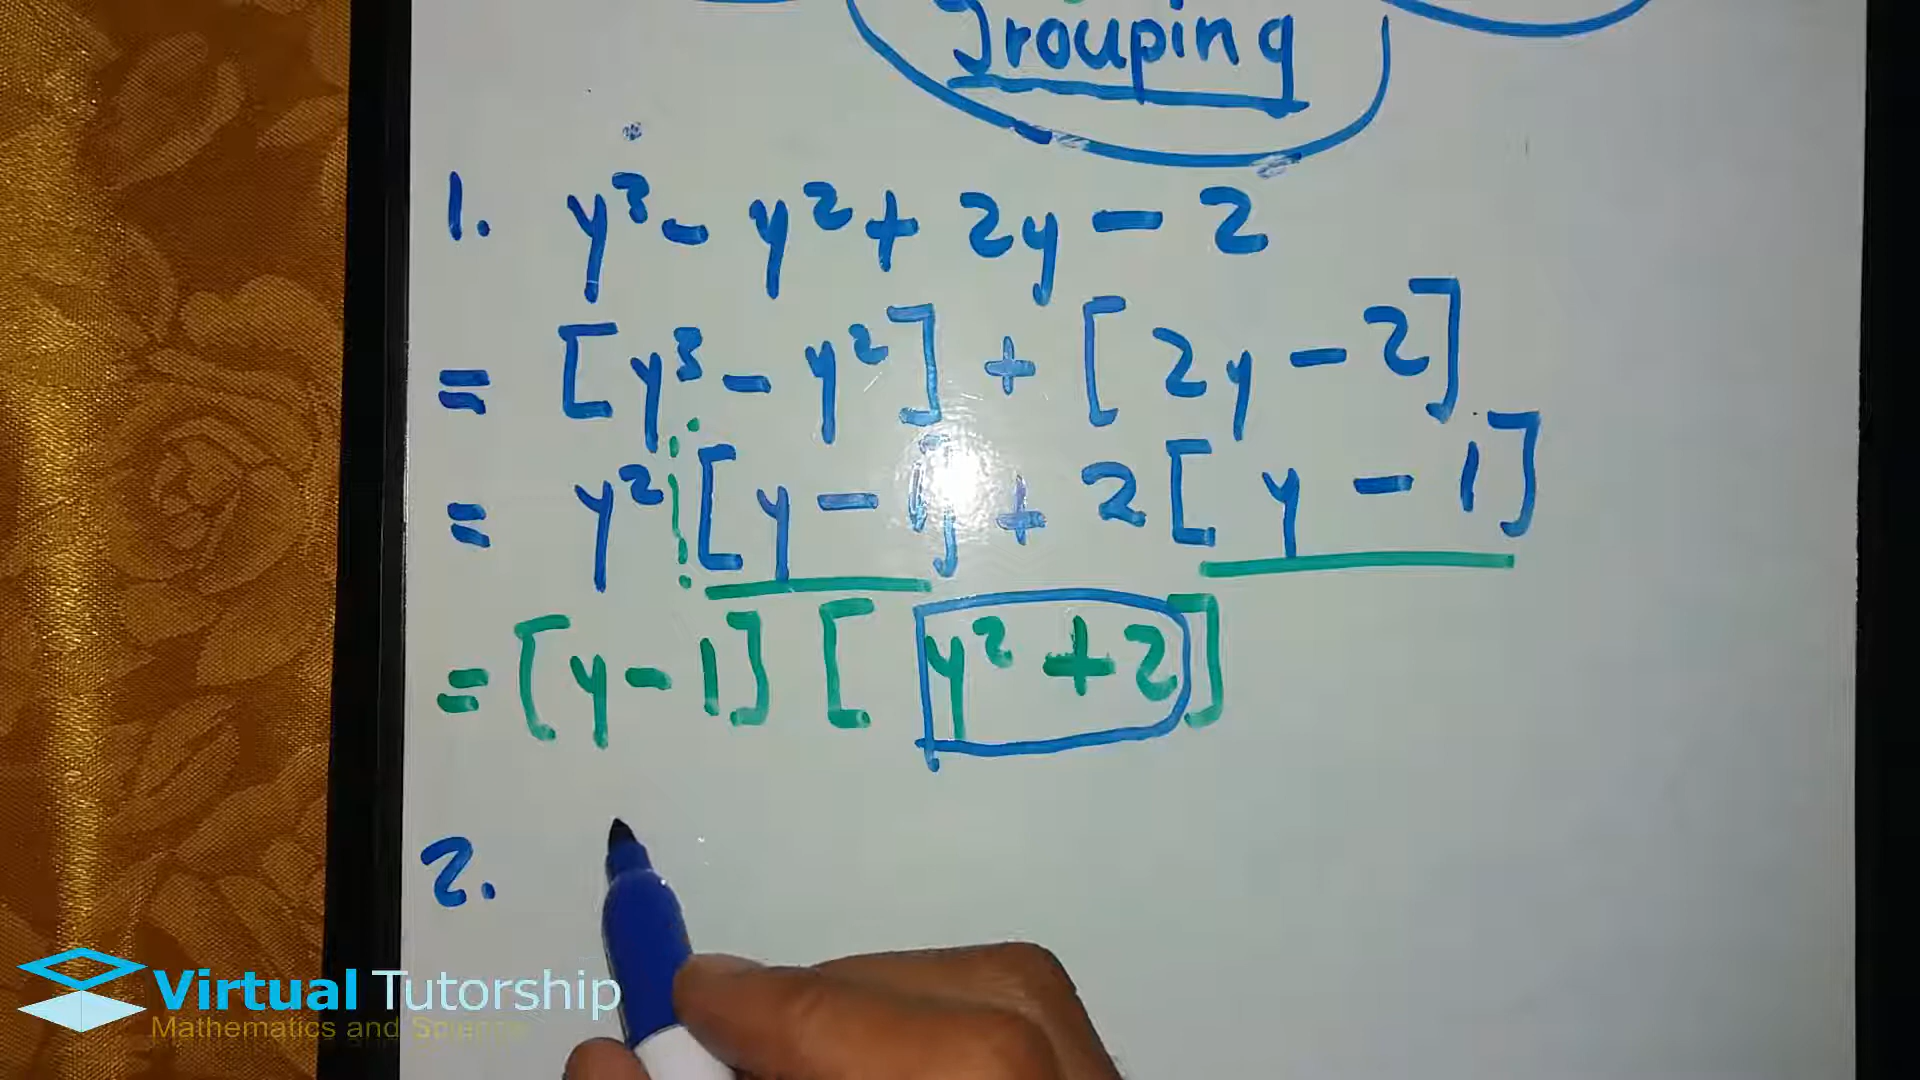 Grouping
1. y³ - y² + 2y - 2
= [y³ - y²] + [2y - 2]
= y² [y - 1] + 2 [y - 1]
= [y - 1] [y² + 2]
2.
Virtual Tutorship
Mathematics and Science